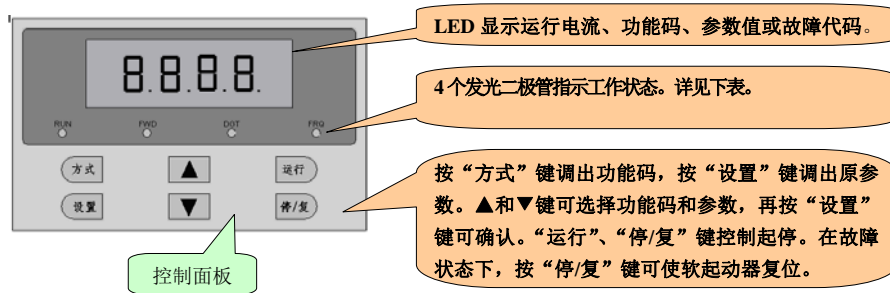 LED 显示运行电流、功能码、参数值或故障代码。
8.8.8.8.
4个发光二极管指示工作状态。详见下表。
RUN FWD DOT FRQ
方式 ▲ 运行
设置 ▼ 停/复
按“方式”键调出功能码，按“设置”键调出原参
数。▲和▼键可选择功能码和参数，再按“设置”
键可确认。“运行”、“停/复”键控制起停。在故障
状态下，按“停/复”键可使软起动器复位。
控制面板